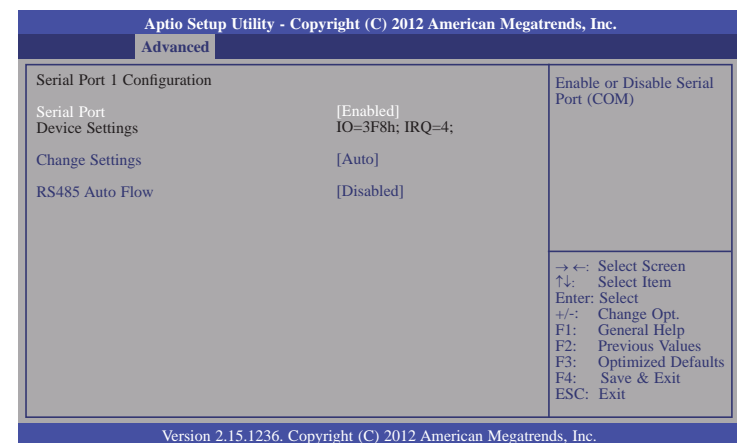 Aptio Setup Utility - Copyright (C) 2012 American Megatrends, Inc.
Advanced
Serial Port 1 Configuration
Serial Port [Enabled]
Device Settings IO=3F8h; IRQ=4;
Change Settings [Auto]
RS485 Auto Flow [Disabled]
Enable or Disable Serial
Port (COM)
→ ←: Select Screen
↑↓: Select Item
Enter: Select
+/-: Change Opt.
F1: General Help
F2: Previous Values
F3: Optimized Defaults
F4: Save & Exit
ESC: Exit
Version 2.15.1236. Copyright (C) 2012 American Megatrends, Inc.